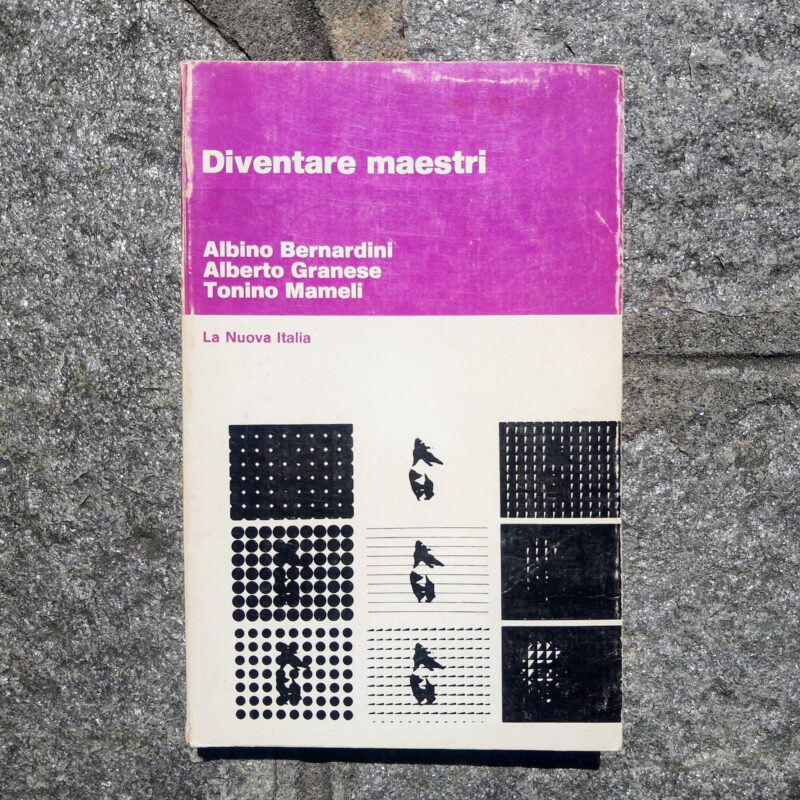 Diventare maestri
Albino Bernardini
Alberto Granese
Tonino Mameli
La Nuova Italia